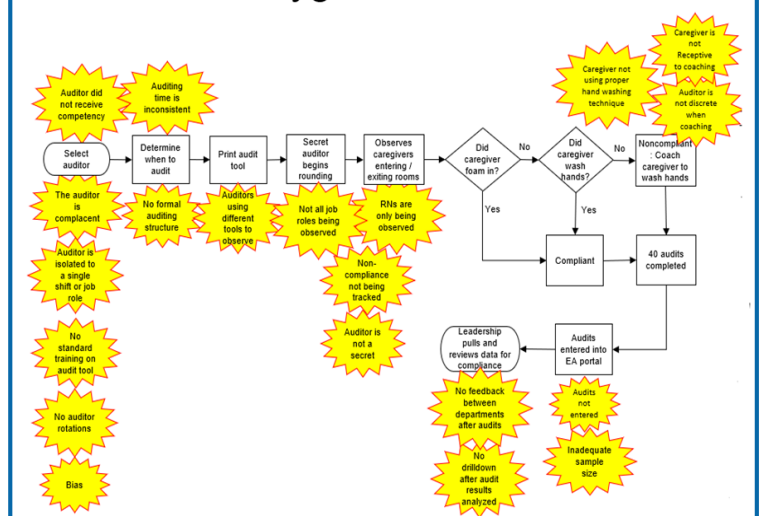 Caregiver is
not
Receptive
to coaching
Caregiver not
using proper
hand washing
technique
Auditor is
not discrete
when
coaching
Auditor did
not receive
competency
Auditing
time is
inconsistent
Select
auditor
Determine
when to
audit
Print audit
tool
Secret
auditor
begins
rounding
Observes
caregivers
entering /
exiting rooms
Did
caregiver
foam in?
No
Did
caregiver
wash
hands?
No
Noncompliant
: Coach
caregiver to
wash hands
The auditor
is
complacent
No formal
auditing
structure
Auditors
using
different
tools to
observe
Not all job
roles being
observed
RNs are
only being
observed
Yes
Yes
Auditor is
isolated to
a single
shift or job
role
Non-
compliance
not being
tracked
Compliant
40 audits
completed
Auditor is
not a
secret
No
standard
training on
audit tool
Leadership
pulls and
reviews data for
compliance
Audits
entered into
EA portal
No auditor
rotations
No feedback
between
departments
after audits
Audits
not
entered
Bias
No
drilldown
after audit
results
analyzed
Inadequate
sample
size